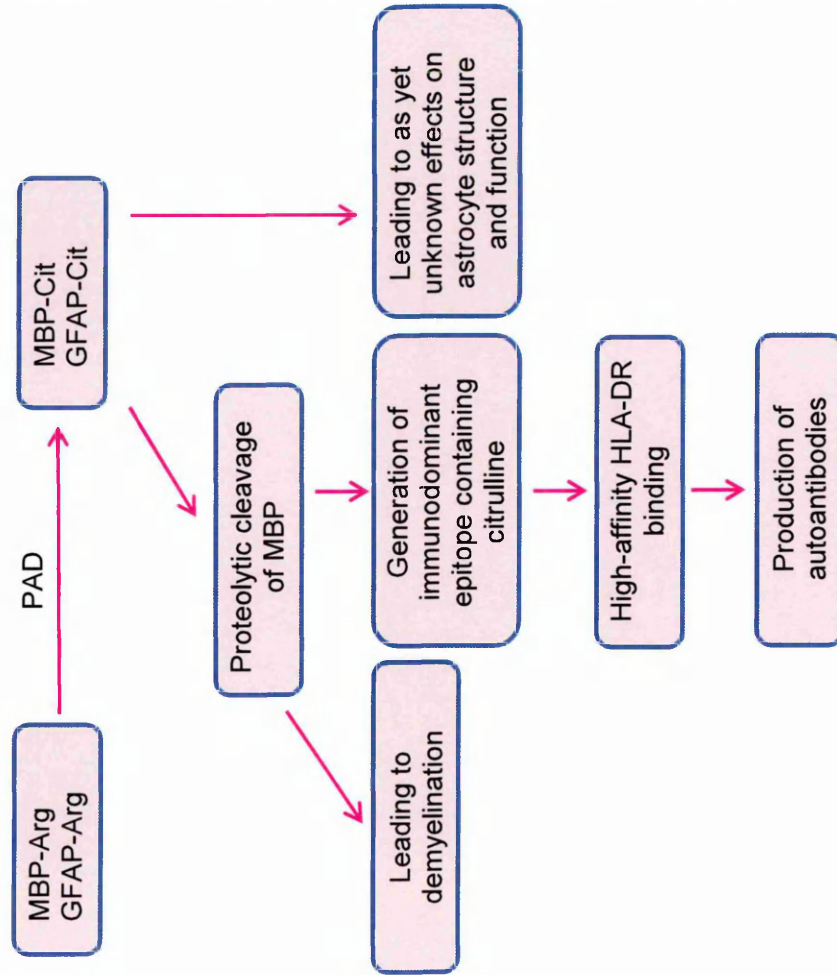 MBP-Arg
GFAP-Arg
PAD
MBP-Cit
GFAP-Cit
Proteolytic cleavage
of MBP
Leading to
demyelination
Generation of
immunodominant
epitope containing
citrulline
Leading to as yet
unknown effects on
astrocyte structure
and function
High-affinity HLA-DR
binding
Production of
autoantibodies